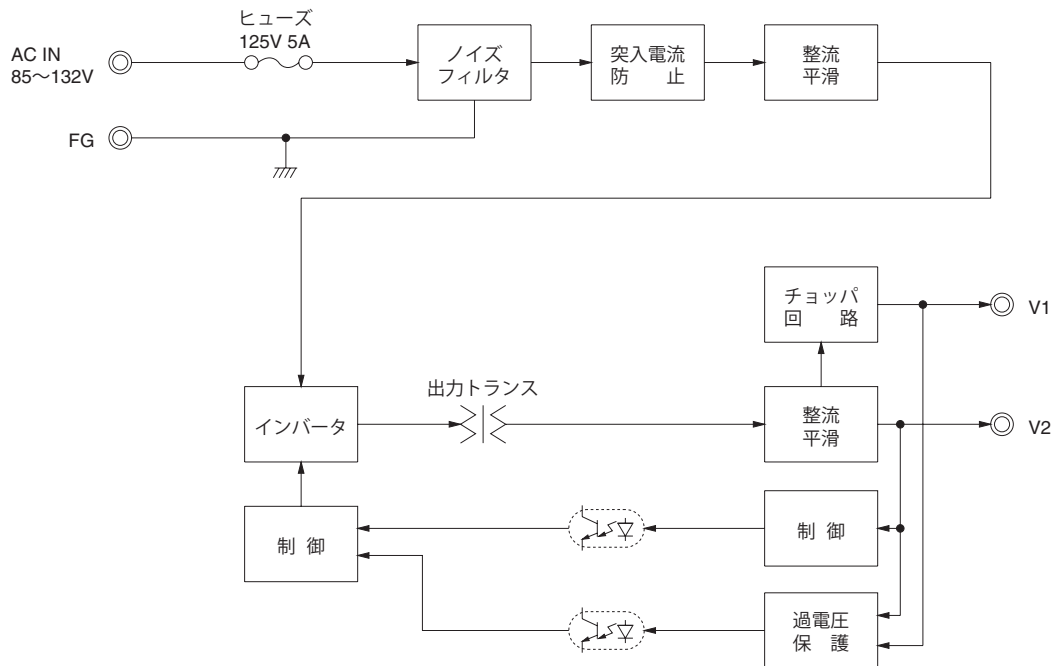 ヒューズ
125V 5A
AC IN
85〜132V
ノイズ
フィルタ
突入電流
防 止
整流
平滑
FG
チョッパ
回 路
V1
出力トランス
インバータ
整流
平滑
V2
制 御
制 御
過電圧
保 護